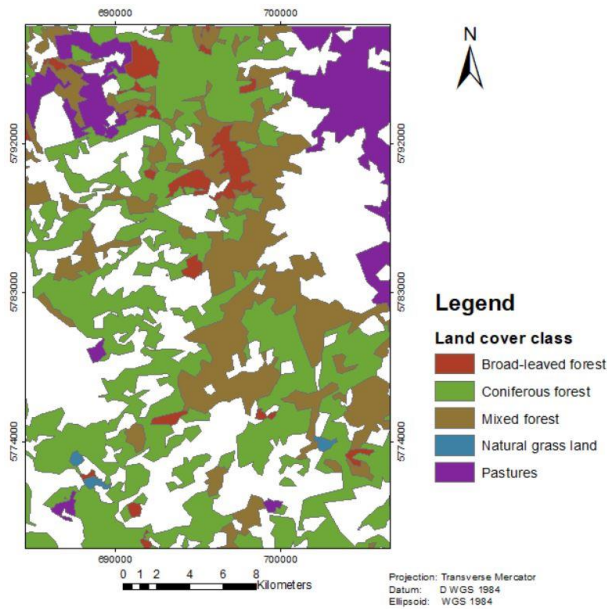 690000 700000
N
5792000 5792000
5783000 5783000
Legend
Land cover class
Broad-leaved forest
Coniferous forest
Mixed forest
Natural grass land
Pastures
5774000 5774000
690000 700000
0 1 2 4 6 8
Kilometers
Projection: Transverse Mercator
Datum: D WGS 1984
Ellipsoid: WGS 1984